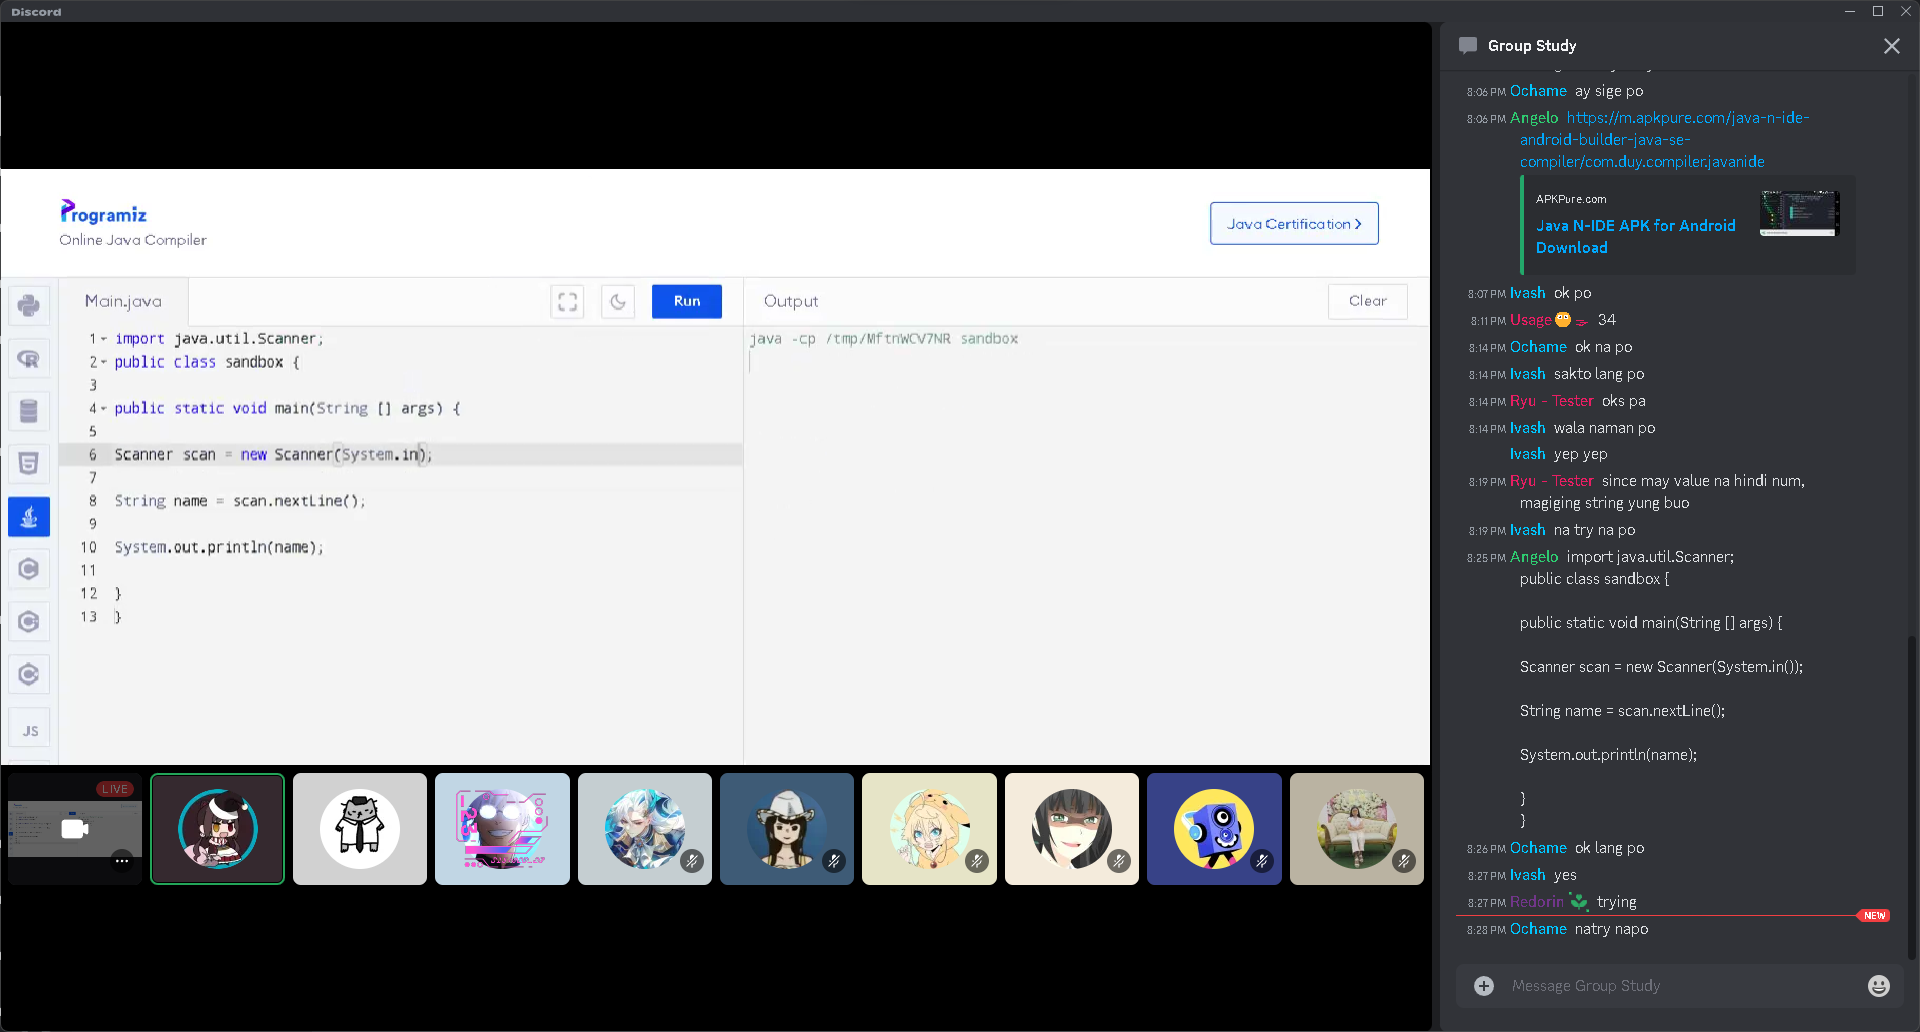 Discord
Programiz
Online Java Compiler
Java Certification
Main.java
Run
Output
Clear
1 import java.util.Scanner;
2 public class sandbox {
3
4 public static void main(String [] args) {
5
6 Scanner scan = new Scanner(System.in);
7
8 String name = scan.nextLine();
9
10 System.out.println(name);
11
12 }
13 }
java -cp /tmp/MftnWCV7NR sandbox
JS
LIVE
Group Study
8:06 PM Ochame ay sige po
8:06 PM Angelo https://m.apkpure.com/java-n-ide-
android-builder-java-se-
compiler/com.duy.compiler.javanide
APKPure.com
Java N-IDE APK for Android
Download
8:07 PM Ivash ok po
8:11 PM Usage 34
8:14 PM Ochame ok na po
8:14 PM Ivash sakto lang po
8:14 PM Ryu - Tester oks pa
8:14 PM Ivash wala naman po
Ivash yep yep
8:19 PM Ryu - Tester since may value na hindi num,
magiging string yung buo
8:19 PM Ivash na try na po
8:25 PM Angelo import java.util.Scanner;
public class sandbox {
public static void main(String [] args) {
Scanner scan = new Scanner(System.in());
String name = scan.nextLine();
System.out.println(name);
}
}
8:26 PM Ochame ok lang po
8:27 PM Ivash yes
8:27 PM Redorin trying
NEW
8:28 PM Ochame natry napo
Message Group Study